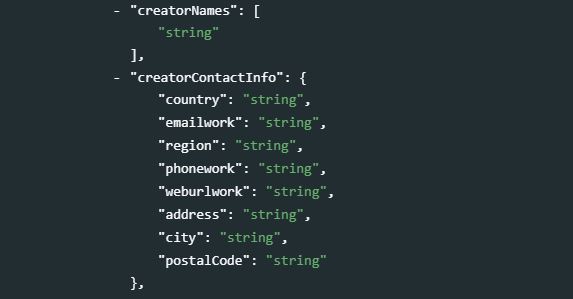 - "creatorNames": [
"string"
],
- "creatorContactInfo": {
"country": "string",
"emailwork": "string",
"region": "string",
"phonework": "string",
"weburlwork": "string",
"address": "string",
"city": "string",
"postalCode": "string"
},